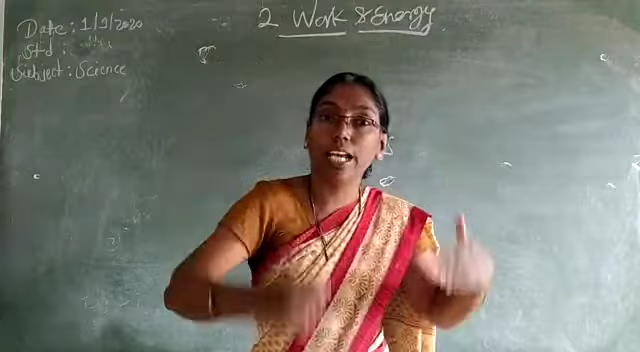 Date: 1/9/2020
Std :
Subject: Science
2 Work & Energy